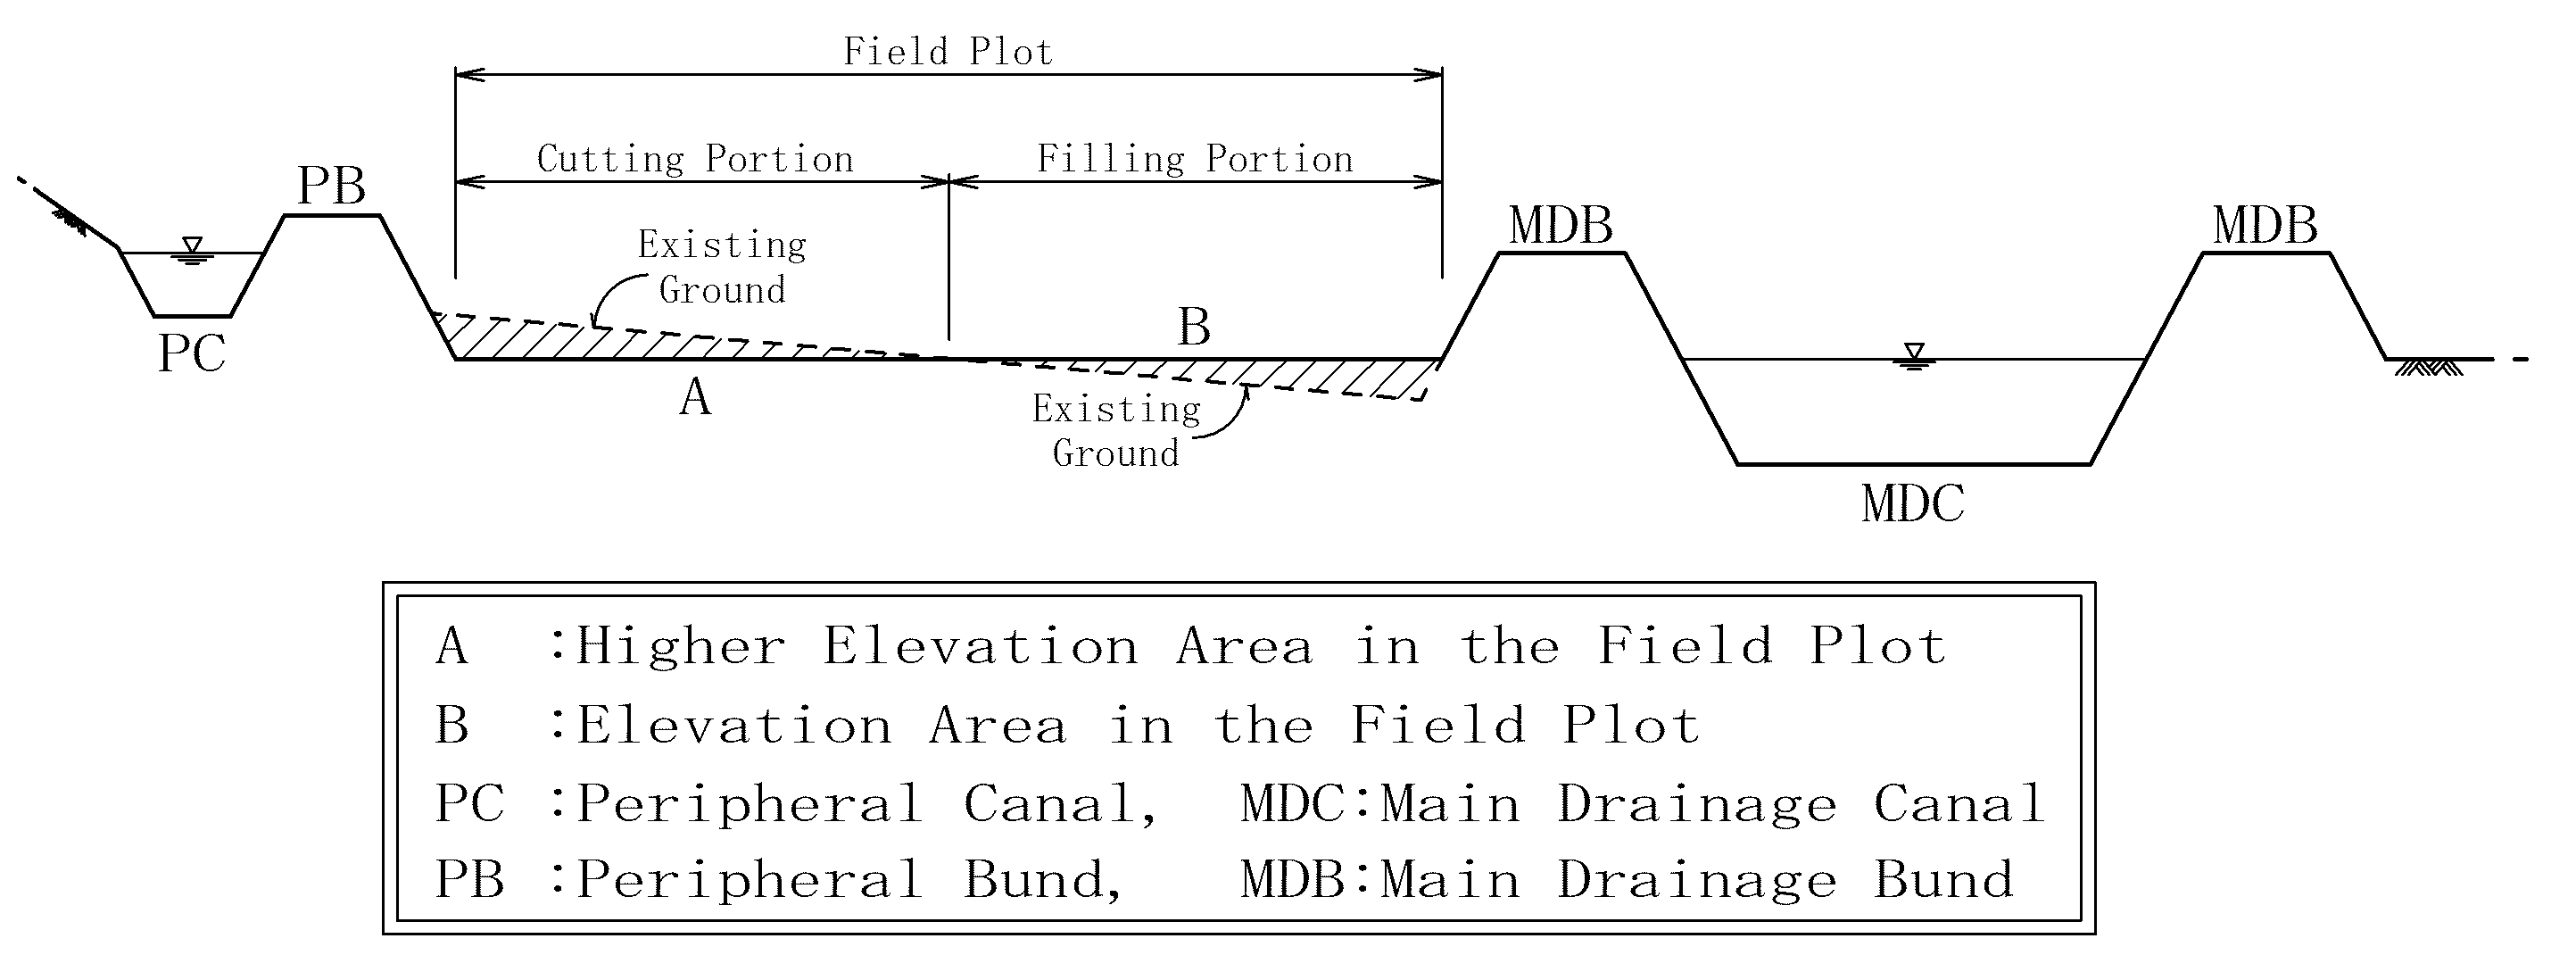 Field Plot
Cutting Portion
Filling Portion
PB
MDB
MDB
Existing
Ground
PC
B
A
Existing
Ground
MDC
A :Higher Elevation Area in the Field Plot
B :Elevation Area in the Field Plot
PC :Peripheral Canal, MDC:Main Drainage Canal
PB :Peripheral Bund, MDB:Main Drainage Bund